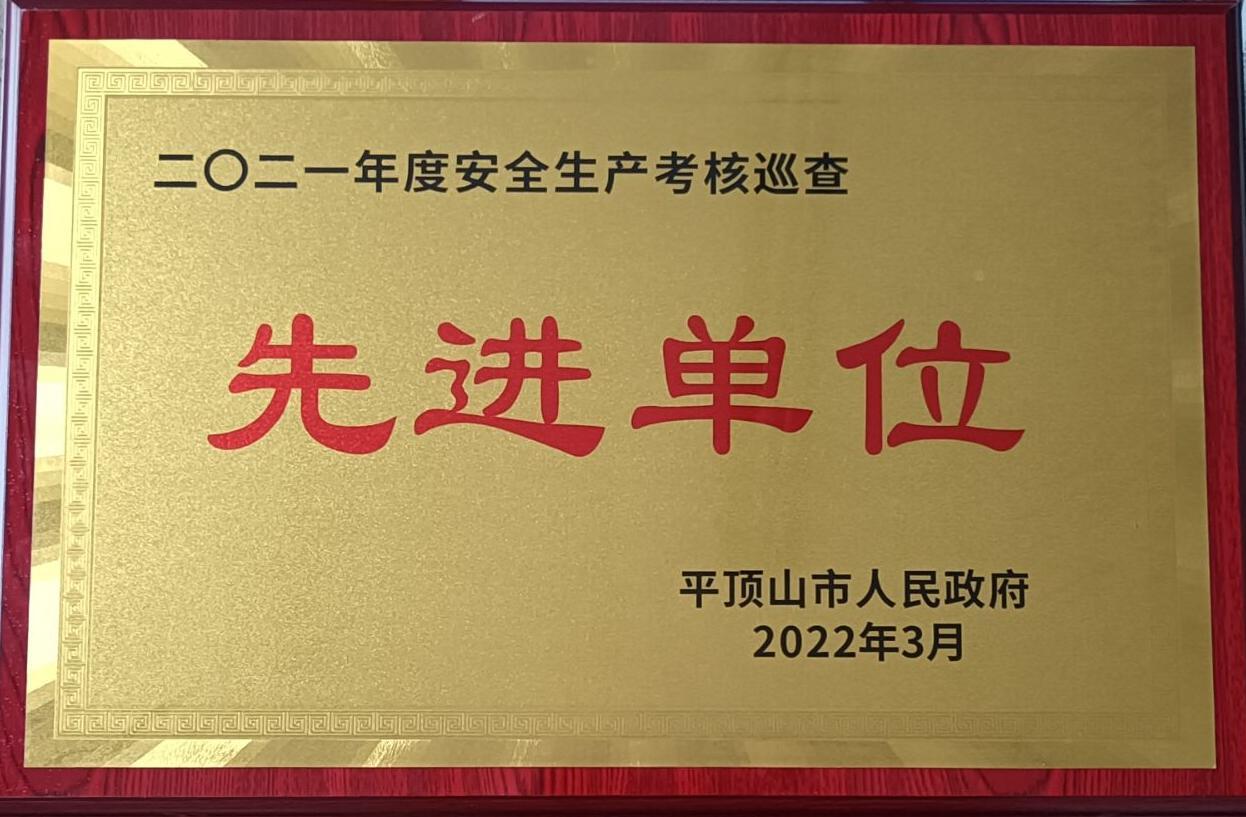 二〇二一年度安全生产考核巡查
先进单位
平顶山市人民政府
2022年3月